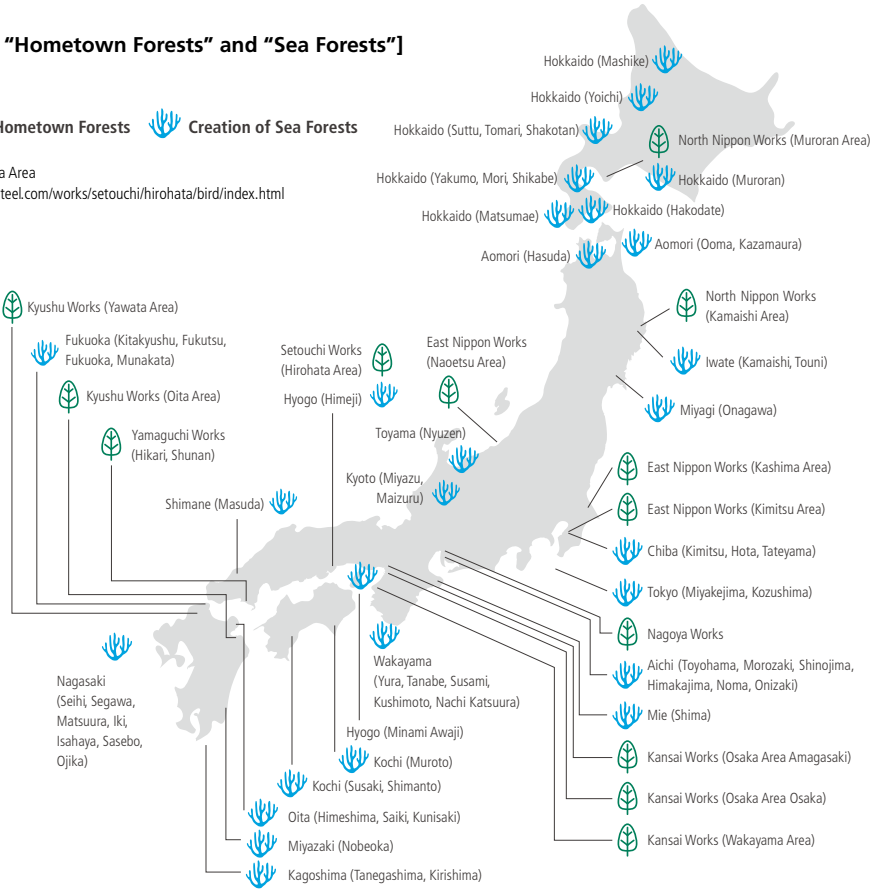 “Hometown Forests” and “Sea Forests”]
Hometown Forests
Creation of Sea Forests
a Area
teel.com/works/setouchi/hirohata/bird/index.html
Hokkaido (Mashike)
Hokkaido (Yoichi)
Hokkaido (Suttu, Tomari, Shakotan)
North Nippon Works (Muroran Area)
Hokkaido (Yakumo, Mori, Shikabe)
Hokkaido (Muroran)
Hokkaido (Matsumae)
Hokkaido (Hakodate)
Aomori (Hasuda)
Aomori (Ooma, Kazamaura)
North Nippon Works
(Kamaishi Area)
Iwate (Kamaishi, Touni)
Miyagi (Onagawa)
Kyushu Works (Yawata Area)
Fukuoka (Kitakyushu, Fukutsu,
Fukuoka, Munakata)
Kyushu Works (Oita Area)
Yamaguchi Works
(Hikari, Shunan)
Shimane (Masuda)
Setouchi Works
(Hirohata Area)
Hyogo (Himeji)
East Nippon Works
(Naoetsu Area)
Toyama (Nyuzen)
Kyoto (Miyazu,
Maizuru)
East Nippon Works (Kashima Area)
East Nippon Works (Kimitsu Area)
Chiba (Kimitsu, Hota, Tateyama)
Tokyo (Miyakejima, Kozushima)
Nagoya Works
Aichi (Toyohama, Morozaki, Shinojima,
Himakajima, Noma, Onizaki)
Mie (Shima)
Kansai Works (Osaka Area Amagasaki)
Kansai Works (Osaka Area Osaka)
Kansai Works (Wakayama Area)
Nagasaki
(Seihi, Segawa,
Matsuura, Iki,
Isahaya, Sasebo,
Ojika)
Wakayama
(Yura, Tanabe, Susami,
Kushimoto, Nachi Katsuura)
Hyogo (Minami Awaji)
Kochi (Muroto)
Kochi (Susaki, Shimanto)
Oita (Himeshima, Saiki, Kunisaki)
Miyazaki (Nobeoka)
Kagoshima (Tanegashima, Kirishima)